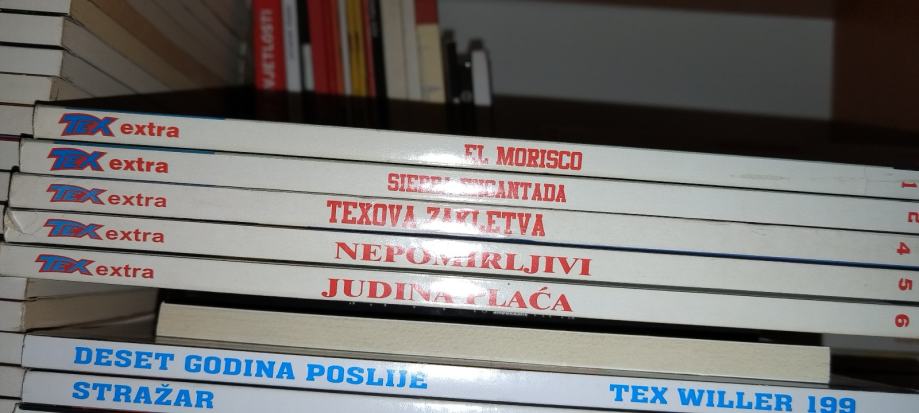 VJETLOSTI
TEX extra EL MORISCO 1
TEX extra SIERRA ENCANTADA 2
TEX extra TEXOVA ZAKLETVA 4
TEX extra NEPOMIRLJIVI 5
TEX extra JUDINA PLAĆA 6
DESET GODINA POSLIJE TEX WILLER 199
STRAŽAR